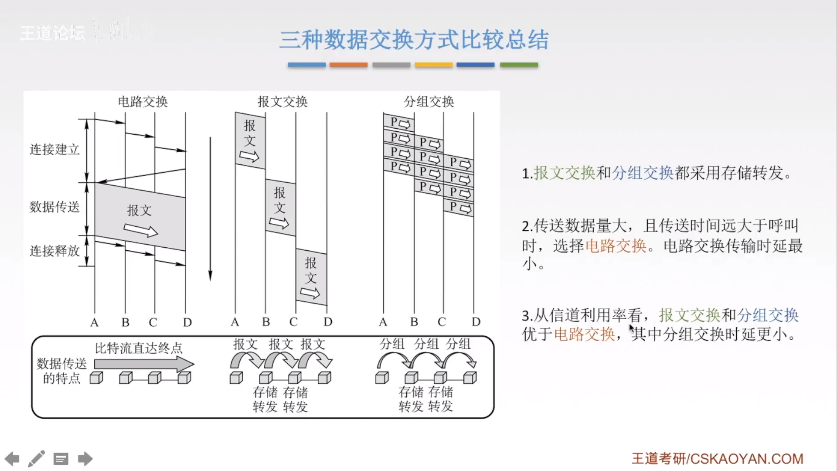 王道论坛
三种数据交换方式比较总结
电路交换 报文交换 分组交换
连接建立
数据传送
连接释放
报文
报文
报文
报文
P P P
P P P
P P P
P P P
A B C D A B C D A B C D
数据传送的特点
比特流直达终点
报文 报文 报文
存储转发 存储转发
分组 分组 分组
存储转发 存储转发
1.报文交换和分组交换都采用存储转发。
2.传送数据量大，且传送时间远大于呼叫
时，选择电路交换。电路交换传输时延最
小。
3.从信道利用率看，报文交换和分组交换
优于电路交换，其中分组交换时延更小。
王道考研/CSKAOYAN.COM